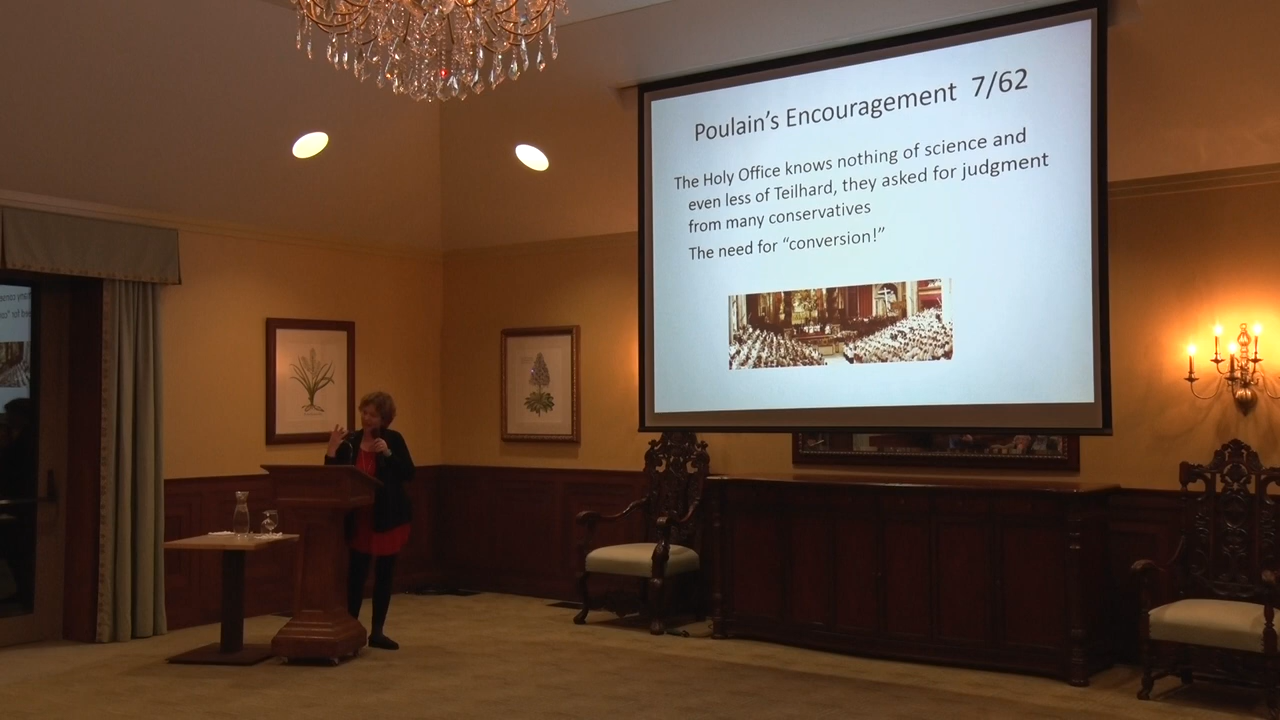 Poulain's Encouragement 7/62
The Holy Office knows nothing of science and
even less of Teilhard, they asked for judgment
from many conservatives
The need for “conversion!”